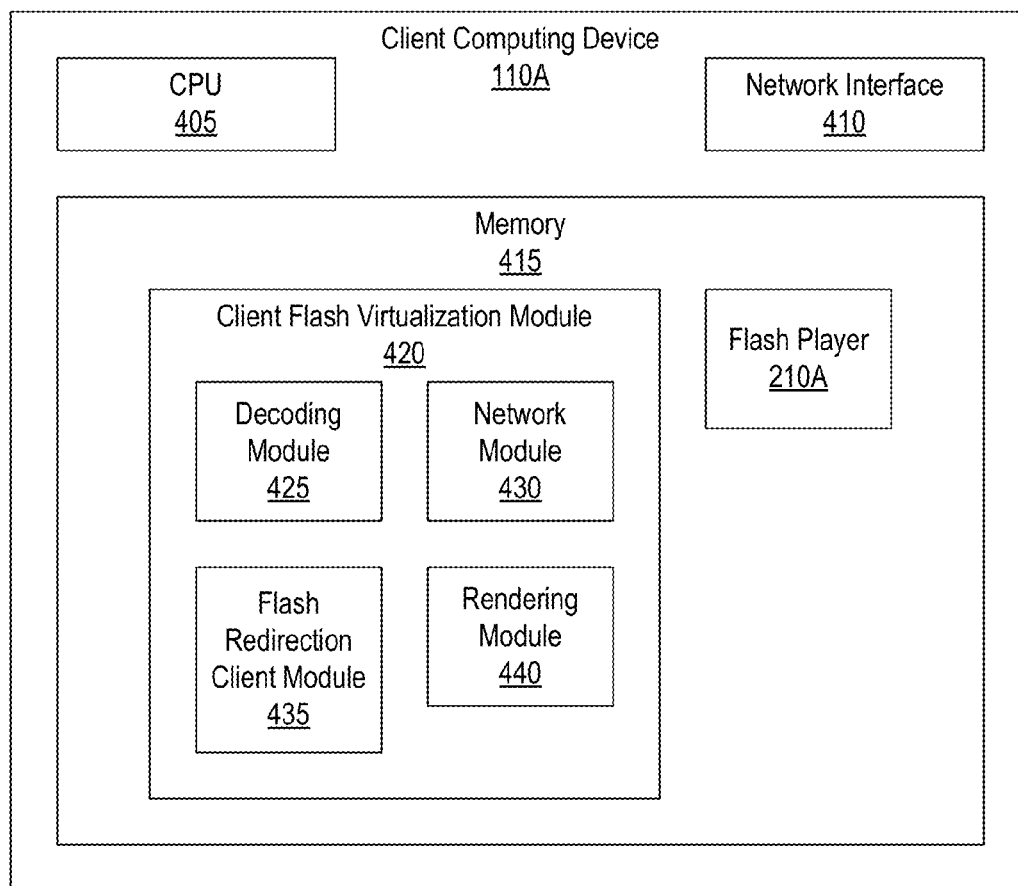 Client Computing Device
110A
CPU
405
Network Interface
410
Memory
415
Client Flash Virtualization Module
420
Decoding
Module
425
Network
Module
430
Flash
Redirection
Client Module
435
Rendering
Module
440
Flash Player
210A